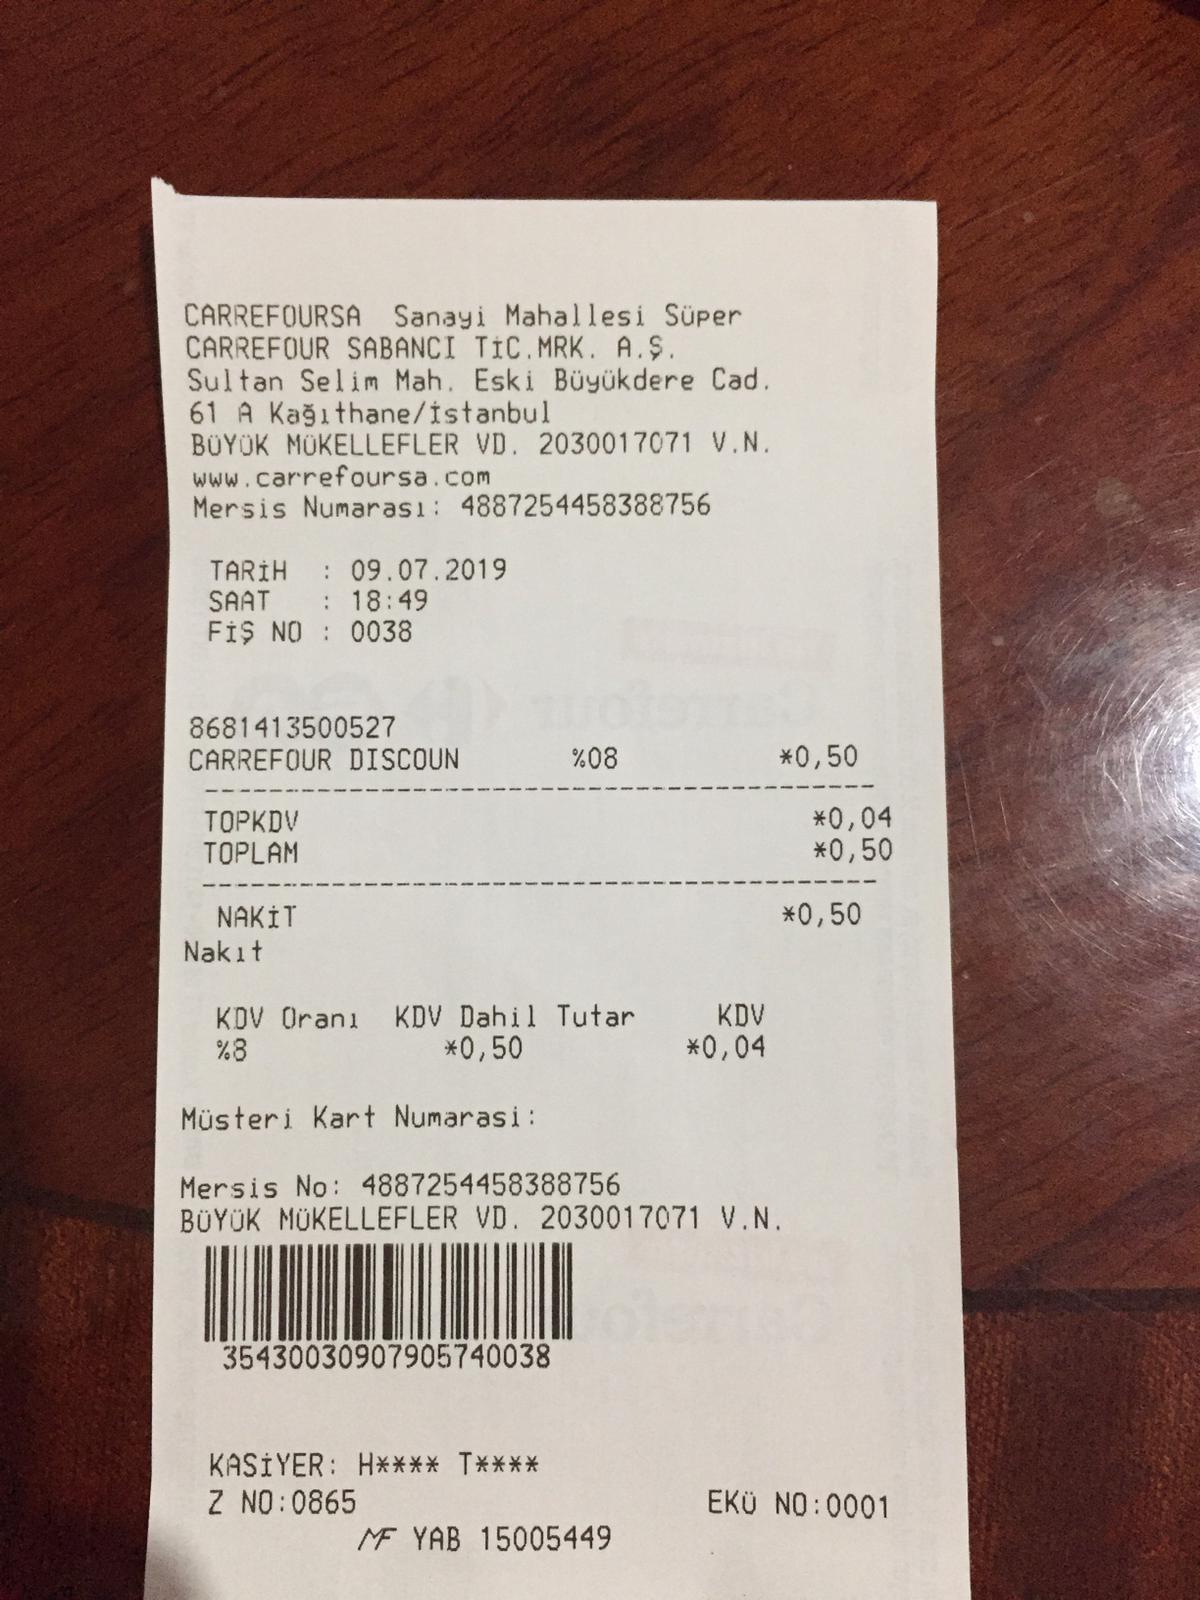 CARREFOURSA Sanayi Mahallesi Süper
CARREFOUR SABANCI TİC.MRK. A.Ş.
Sultan Selim Mah. Eski Büyükdere Cad.
61 A Kağıthane/İstanbul
BÜYÜK MÜKELLEFLER VD. 2030017071 V.N.
www.carrefoursa.com
Mersis Numarası: 4887254458388756
TARİH : 09.07.2019
SAAT : 18:49
FİŞ NO : 0038
8681413500527
CARREFOUR DISCOUN %08 *0,50
TOPKDV *0,04
TOPLAM *0,50
NAKİT *0,50
Nakıt
KDV Oranı KDV Dahil Tutar KDV
%8 *0,50 *0,04
Müsteri Kart Numarasi:
Mersis No: 4887254458388756
BÜYÜK MÜKELLEFLER VD. 2030017071 V.N.
35430030907905740038
KASİYER: H**** T****
Z NO:0865 EKÜ NO:0001
MF YAB 15005449